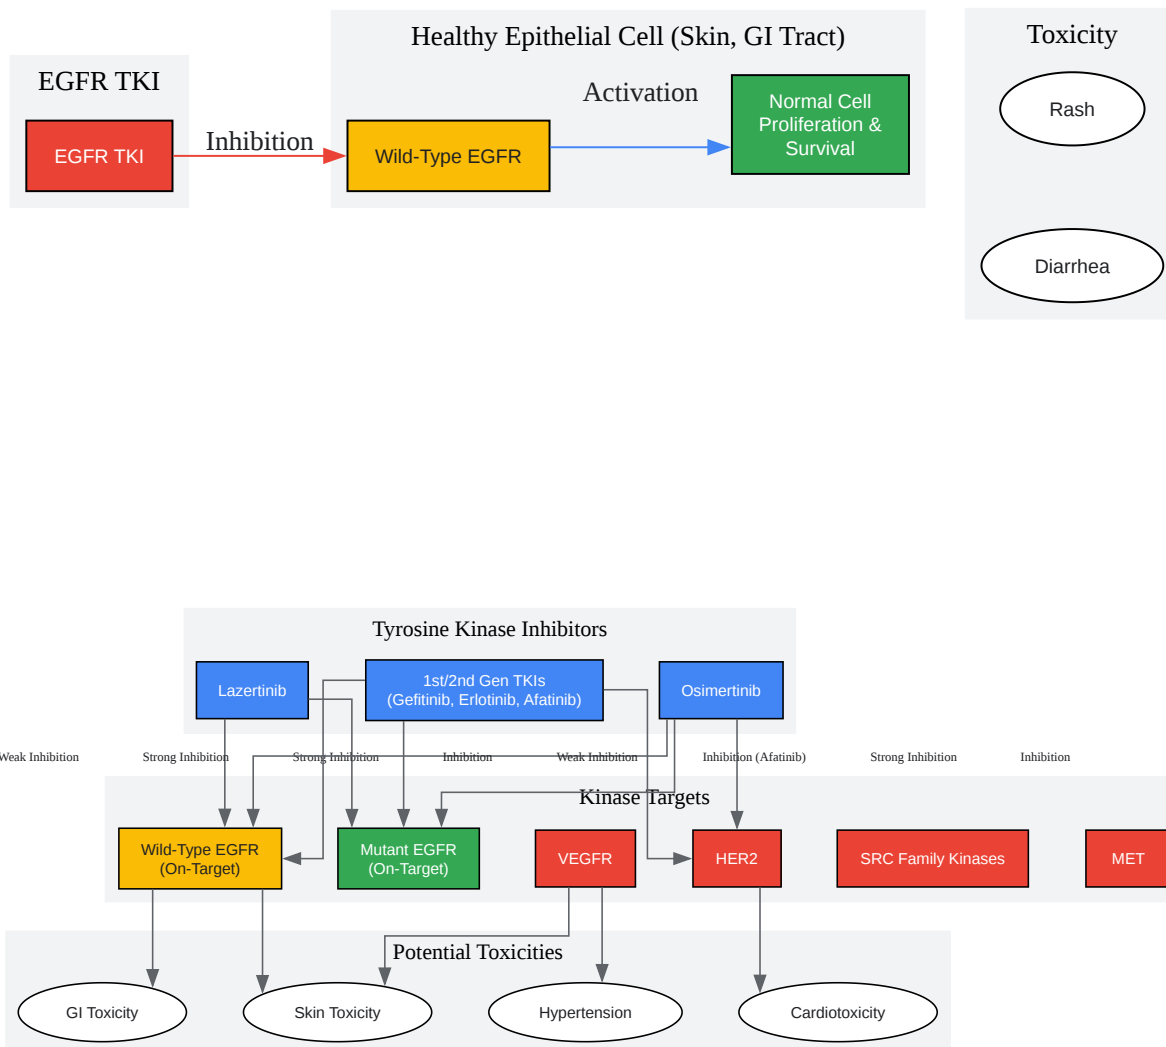 Healthy Epithelial Cell (Skin, GI Tract)
Toxicity
EGFR TKI
Activation
Normal Cell
Proliferation &
Survival
Rash
EGFR TKI
Inhibition
Wild-Type EGFR
Diarrhea
Tyrosine Kinase Inhibitors
Lazertinib
1st/2nd Gen TKIs
(Gefitinib, Erlotinib, Afatinib)
Osimertinib
Weak Inhibition
Strong Inhibition
Strong Inhibition
Inhibition
Weak Inhibition
Inhibition (Afatinib)
Strong Inhibition
Inhibition
Kinase Targets
Wild-Type EGFR
(On-Target)
Mutant EGFR
(On-Target)
VEGFR
HER2
SRC Family Kinases
MET
Potential Toxicities
GI Toxicity
Skin Toxicity
Hypertension
Cardiotoxicity